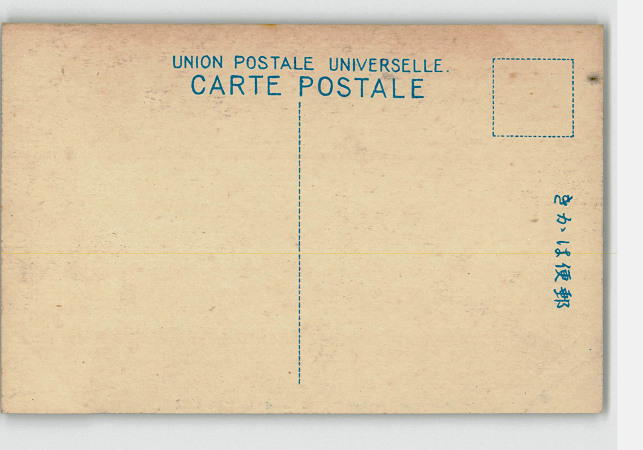 UNION POSTALE UNIVERSELLE.
CARTE POSTALE
郵便はかき